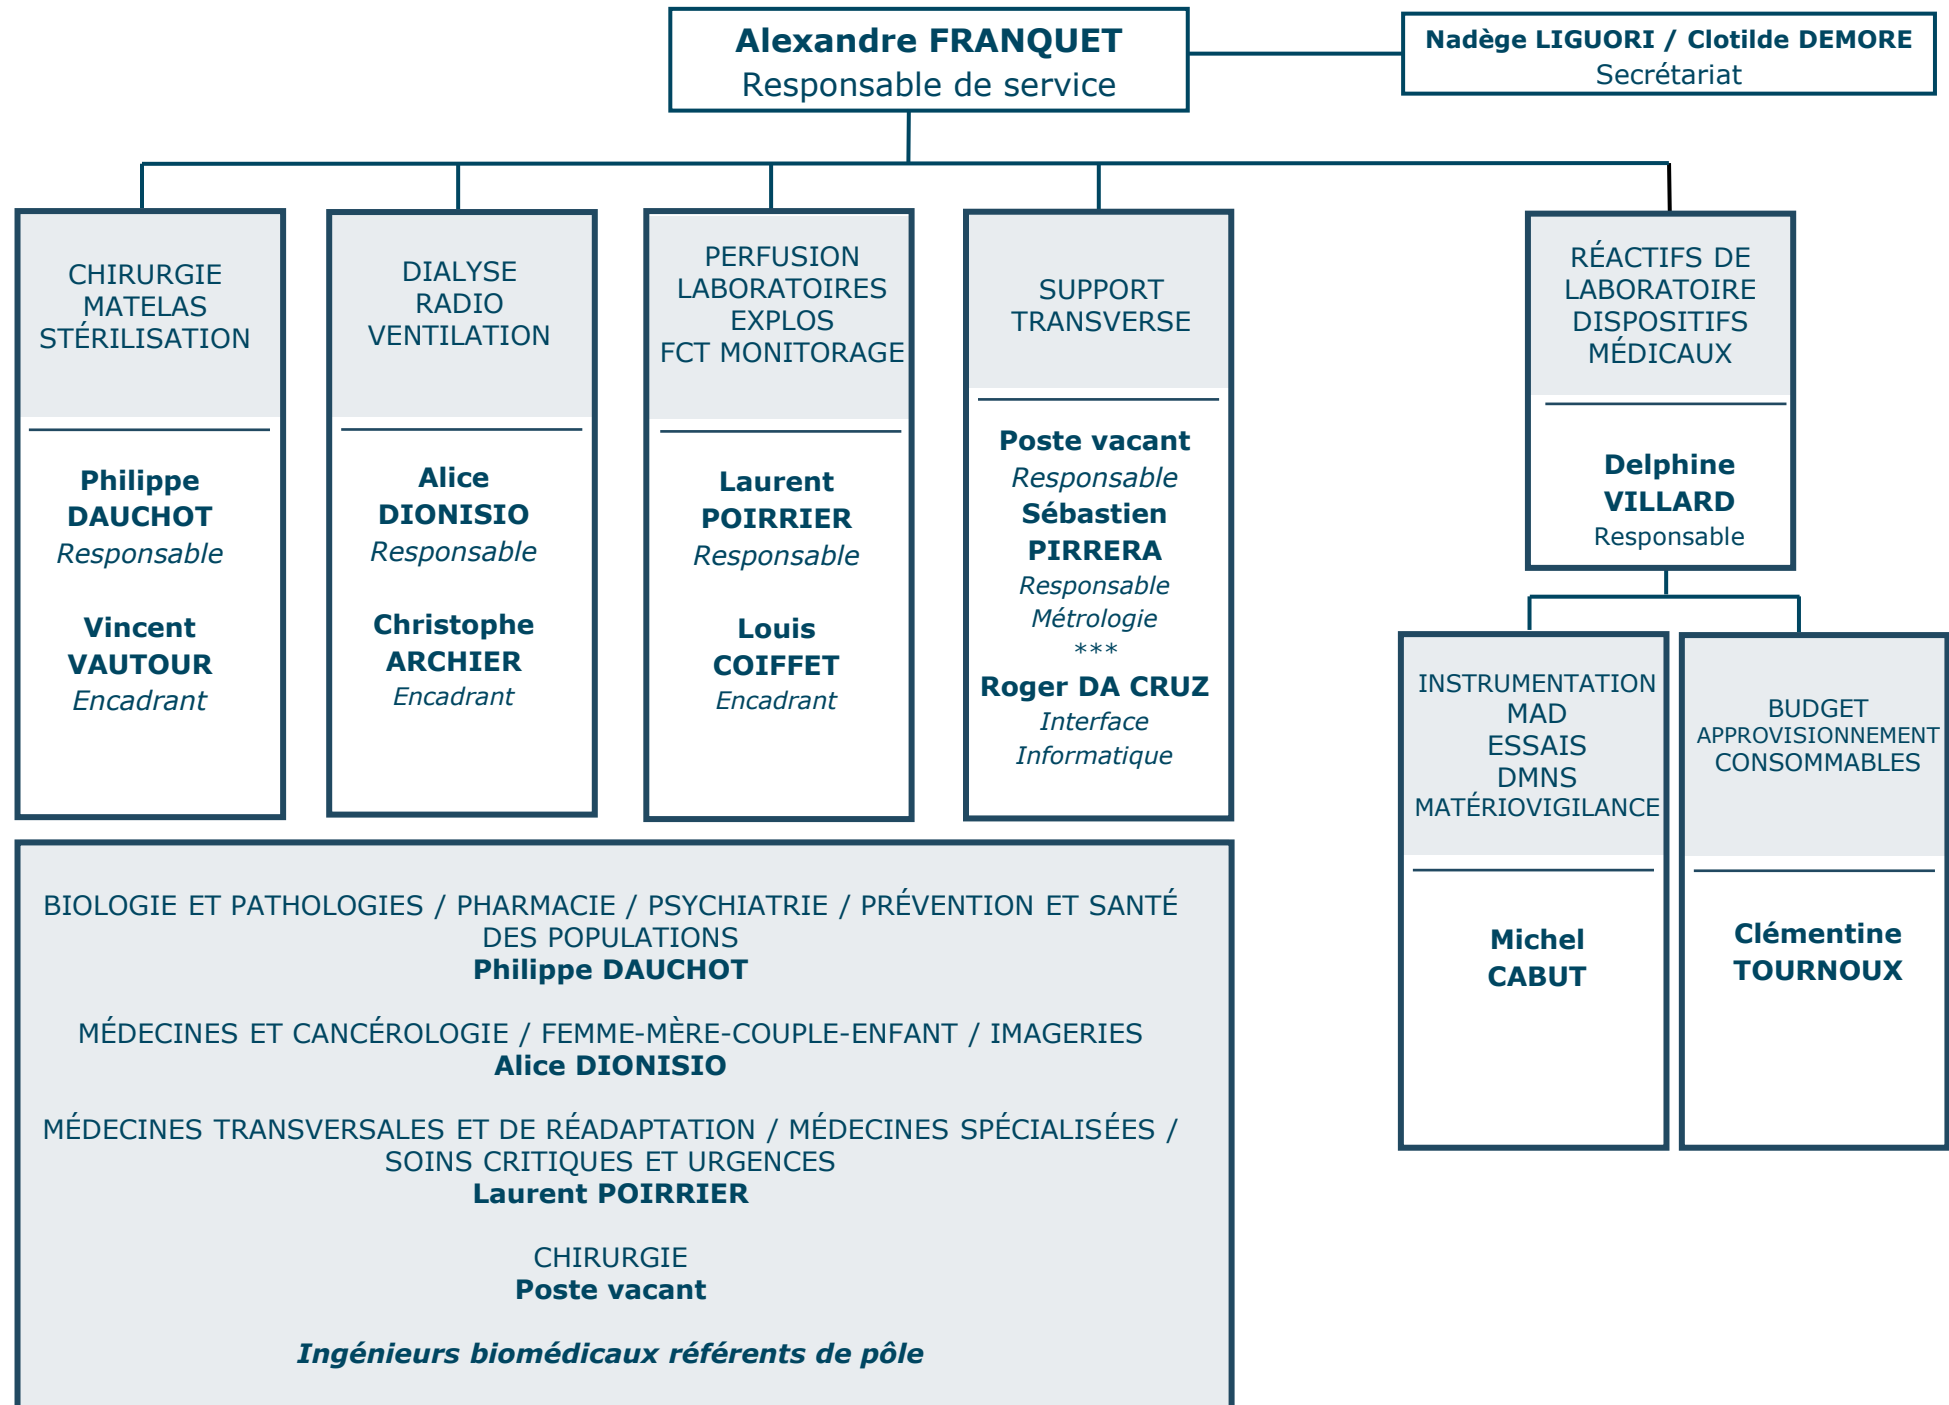 Alexandre FRANQUET
Responsable de service
Nadège LIGUORI / Clotilde DEMORE
Secrétariat
CHIRURGIE
MATELAS
STÉRILISATION
Philippe
DAUCHOT
Responsable
Vincent
VAUTOUR
Encadrant
DIALYSE
RADIO
VENTILATION
Alice
DIONISIO
Responsable
Christophe
ARCHIER
Encadrant
PERFUSION
LABORATOIRES
EXPLOS
FCT MONITORAGE
Laurent
POIRRIER
Responsable
Louis
COIFFET
Encadrant
SUPPORT
TRANSVERSE
Poste vacant
Responsable
Sébastien
PIRRERA
Responsable
Métrologie
***
Roger DA CRUZ
Interface
Informatique
RÉACTIFS DE
LABORATOIRE
DISPOSITIFS
MÉDICAUX
Delphine
VILLARD
Responsable
INSTRUMENTATION
MAD
ESSAIS
DMNS
MATÉRIOVIGILANCE
Michel
CABUT
BUDGET
APPROVISIONNEMENT
CONSOMMABLES
Clémentine
TOURNOUX
BIOLOGIE ET PATHOLOGIES / PHARMACIE / PSYCHIATRIE / PRÉVENTION ET SANTÉ
DES POPULATIONS
Philippe DAUCHOT
MÉDECINES ET CANCÉROLOGIE / FEMME-MÈRE-COUPLE-ENFANT / IMAGERIES
Alice DIONISIO
MÉDECINES TRANSVERSALES ET DE RÉADAPTATION / MÉDECINES SPÉCIALISÉES /
SOINS CRITIQUES ET URGENCES
Laurent POIRRIER
CHIRURGIE
Poste vacant
Ingénieurs biomédicaux référents de pôle